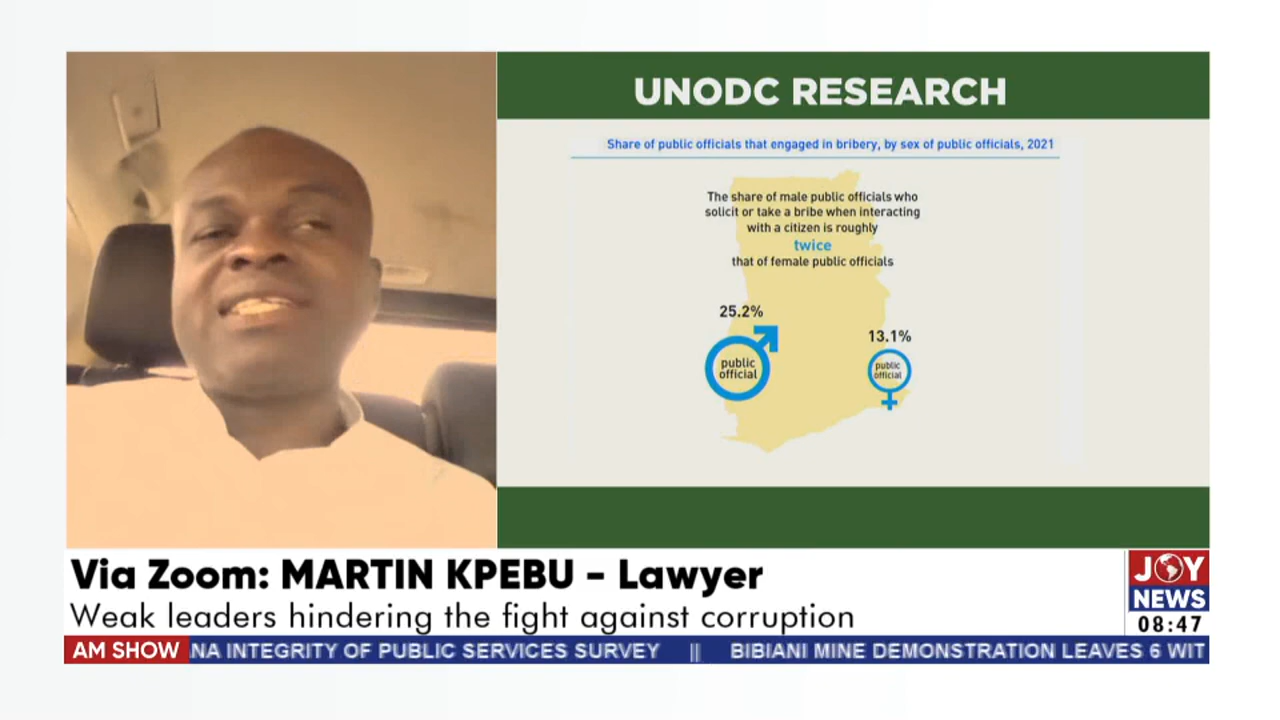 UNODC RESEARCH
Share of public officials that engaged in bribery, by sex of public officials, 2021
The share of male public officials who
solicit or take a bribe when interacting
with a citizen is roughly
twice
that of female public officials
25.2%
public
official
13.1%
public
official
Via Zoom: MARTIN KPEBU - Lawyer
Weak leaders hindering the fight against corruption
JOY
NEWS
08:47
AM SHOW
NA INTEGRITY OF PUBLIC SERVICES SURVEY || BIBIANI MINE DEMONSTRATION LEAVES 6 WIT